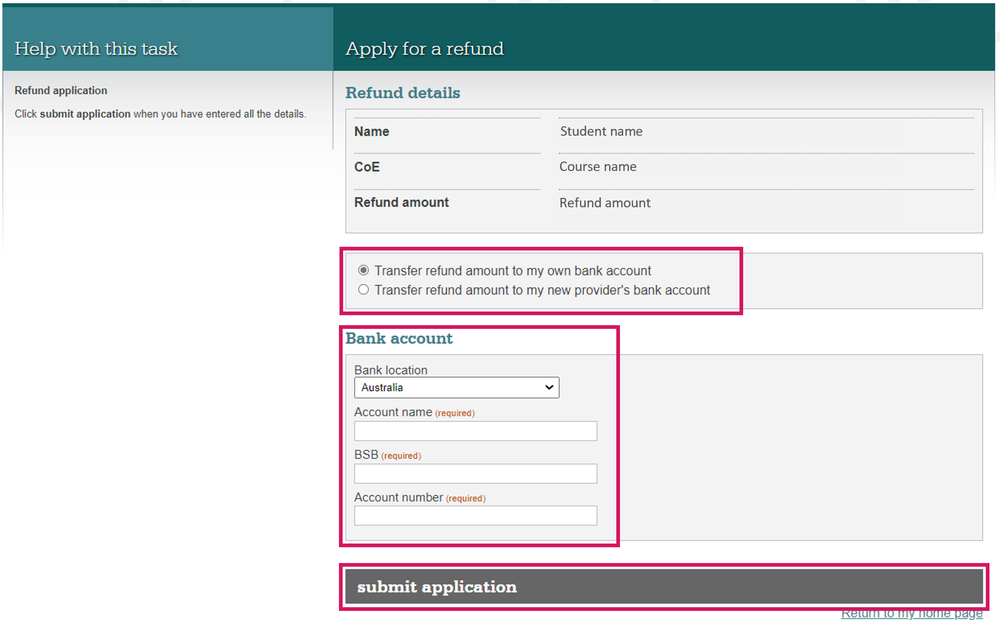 Help with this task
Apply for a refund
Refund application
Click submit application when you have entered all the details.
Refund details
Name Student name
CoE Course name
Refund amount Refund amount
Transfer refund amount to my own bank account
Transfer refund amount to my new provider's bank account
Bank account
Bank location
Australia
Account name (required)
BSB (required)
Account number (required)
submit application
Return to my home page